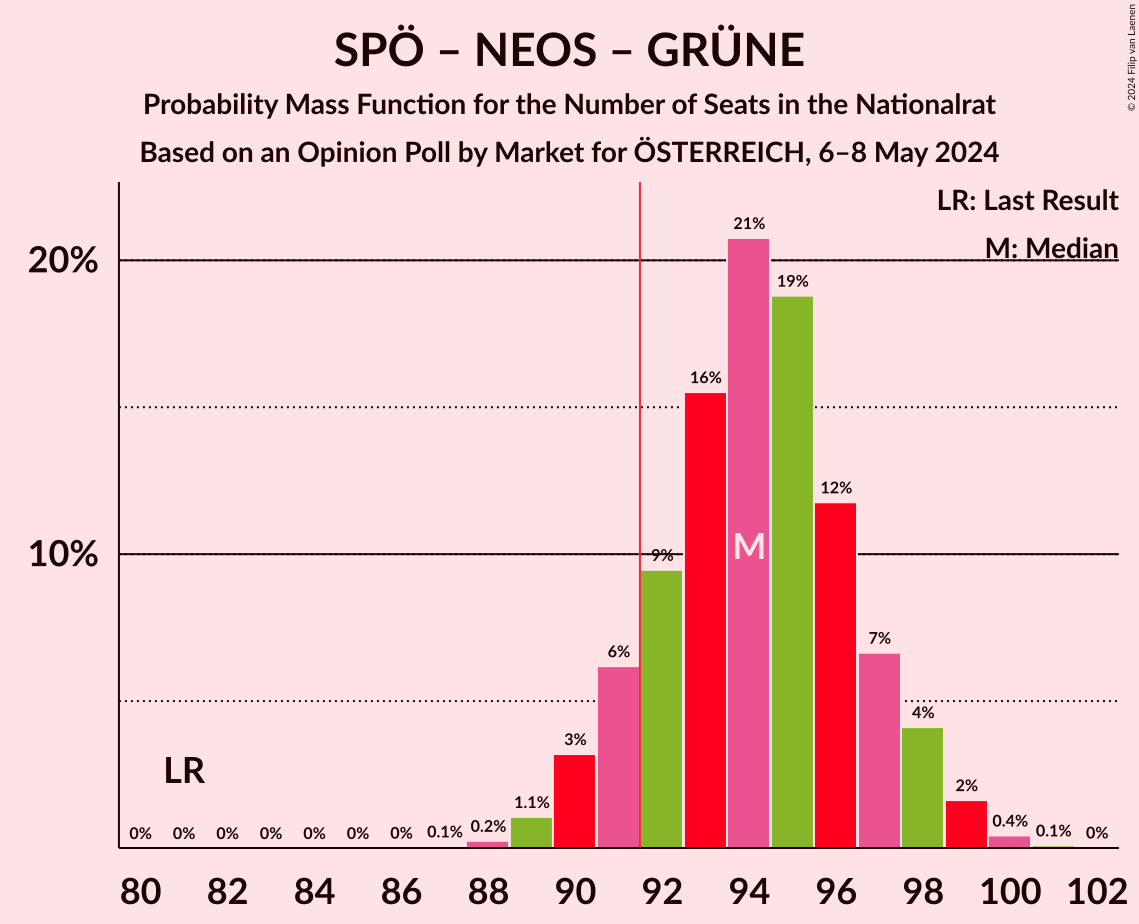 SPÖ – NEOS – GRÜNE
Probability Mass Function for the Number of Seats in the Nationalrat
Based on an Opinion Poll by Market for ÖSTERREICH, 6–8 May 2024
© 2024 Filip van Laenen
LR: Last Result
M: Median
20%
10%
0% 0% 0% 0% 0% 0% 0% 0.1% 0.2% 1.1% 3% 6% 9% 16% 21% 19% 12% 7% 4% 2% 0.4% 0.1% 0%
LR
M
80 82 84 86 88 90 92 94 96 98 100 102